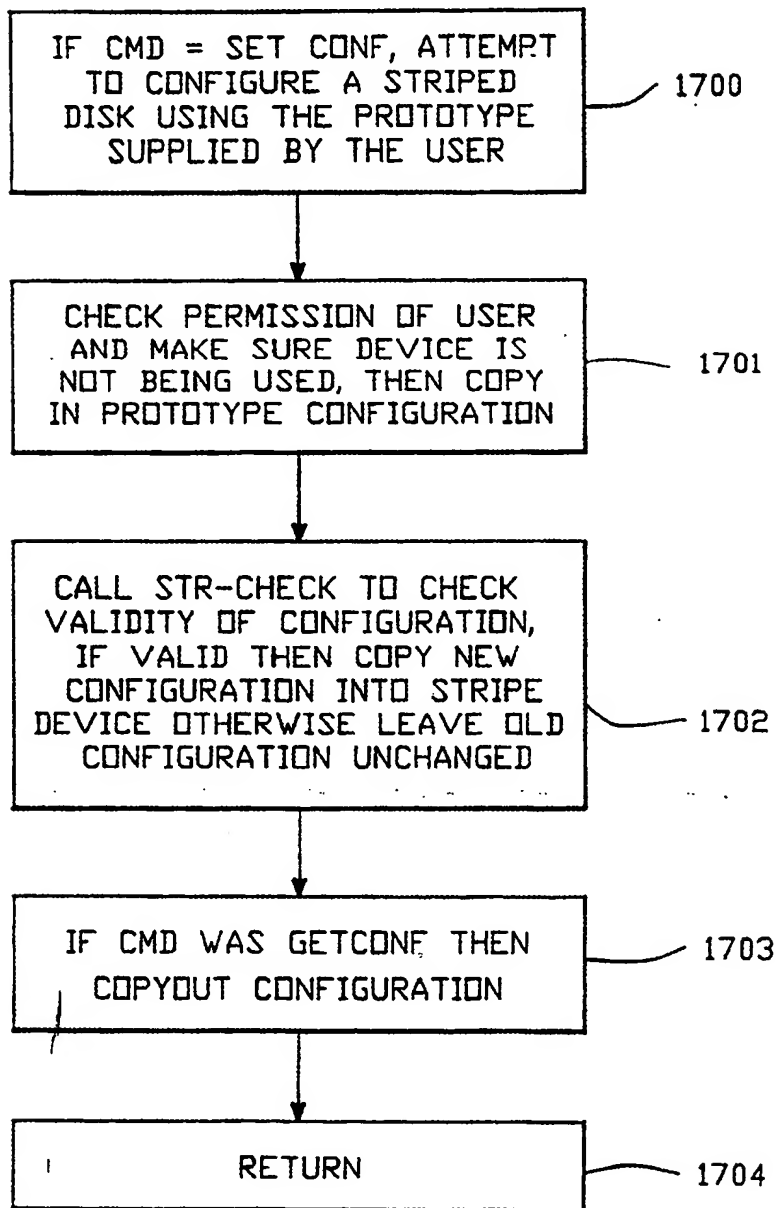 IF CMD = SET CONF, ATTEMPT
TO CONFIGURE A STRIPED
DISK USING THE PROTOTYPE
SUPPLIED BY THE USER
1700
CHECK PERMISSION OF USER
AND MAKE SURE DEVICE IS
NOT BEING USED, THEN COPY
IN PROTOTYPE CONFIGURATION
1701
CALL STR-CHECK TO CHECK
VALIDITY OF CONFIGURATION,
IF VALID THEN COPY NEW
CONFIGURATION INTO STRIPE
DEVICE OTHERWISE LEAVE OLD
CONFIGURATION UNCHANGED
1702
IF CMD WAS GETCONF, THEN
COPYOUT CONFIGURATION
1703
RETURN
1704